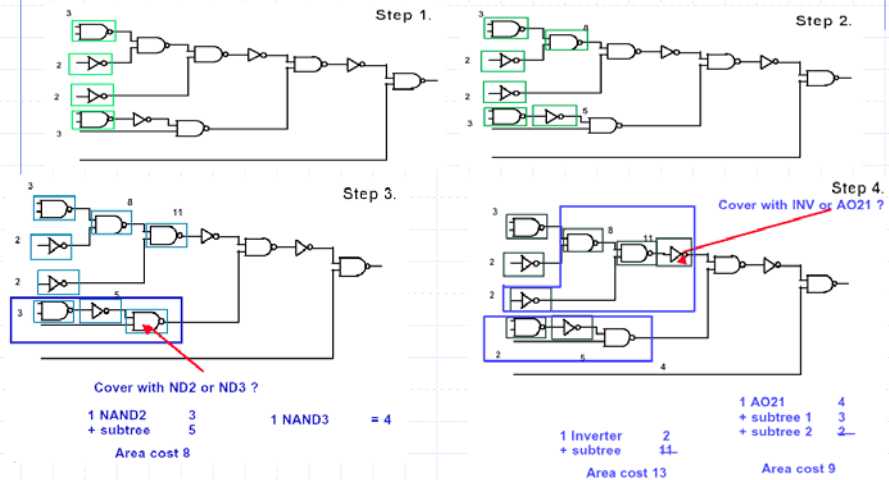 Step 1.
3
2
2
3
Step 2.
3
8
2
2
5
3
Step 3.
3
8
11
2
2
5
3
Cover with ND2 or ND3 ?
1 NAND2 3
+ subtree 5
Area cost 8
1 NAND3 = 4
Step 4.
Cover with INV or AO21 ?
3
8
11
2
2
2
5
4
1 Inverter 2
+ subtree 11
Area cost 13
1 AO21 4
+ subtree 1 3
+ subtree 2 2
Area cost 9